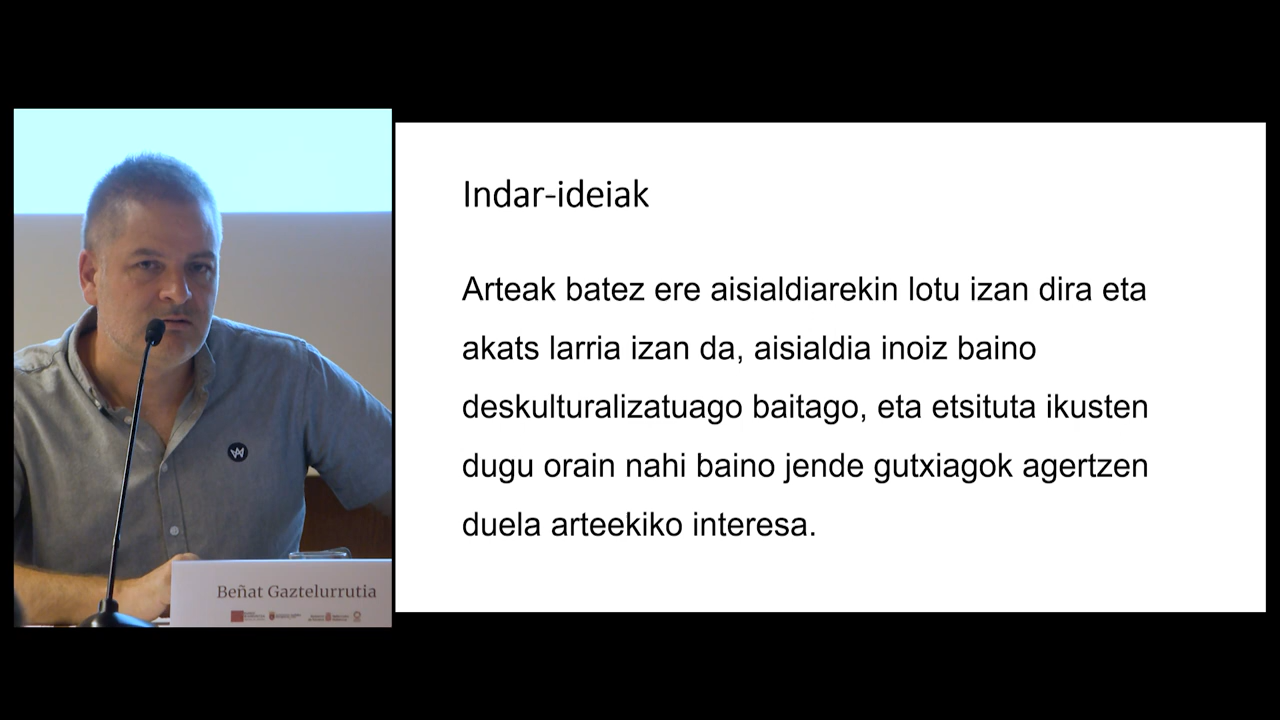 Indar-ideiak
Arteak batez ere aisialdiarekin lotu izan dira eta
akats larria izan da, aisialdia inoiz baino
deskulturalizatuago baitago, eta etsituta ikusten
dugu orain nahi baino jende gutxiagok agertzen
duela arteekiko interesa.
Beñat Gaztelurrutia